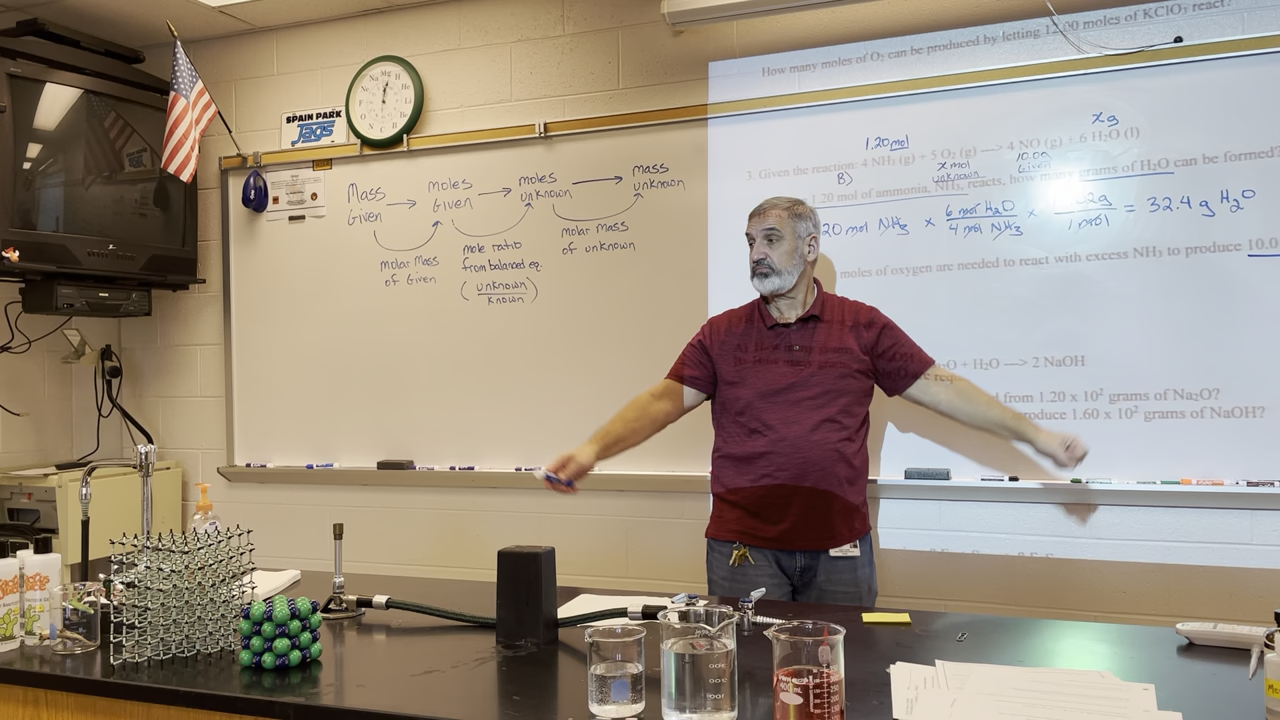 How many moles of O₂ can be produced by letting 12.00 moles of KClO₃ react?
SPAIN PARK
Jags
Mass Given → moles Given → moles unknown → mass unknown
molar mass of Given
mole ratio from balanced eq.
(unknown/known)
molar mass of unknown
1.20 mol
xg
3. Given the reaction: 4 NH₃ (g) + 5 O₂ (g) ---> 4 NO (g) + 6 H₂O (l)
B)
x mol unknown
10.0g Given
1.20 mol of ammonia, NH₃, reacts, how many grams of H₂O can be formed?
20 mol NH₃ x 6 mol H₂O / 4 mol NH₃ x 02g / 1 mol = 32.4 g H₂O
moles of oxygen are needed to react with excess NH₃ to produce 10.0
O + H₂O ---> 2 NaOH
from 1.20 x 10² grams of Na₂O?
produce 1.60 x 10² grams of NaOH?
400 mL